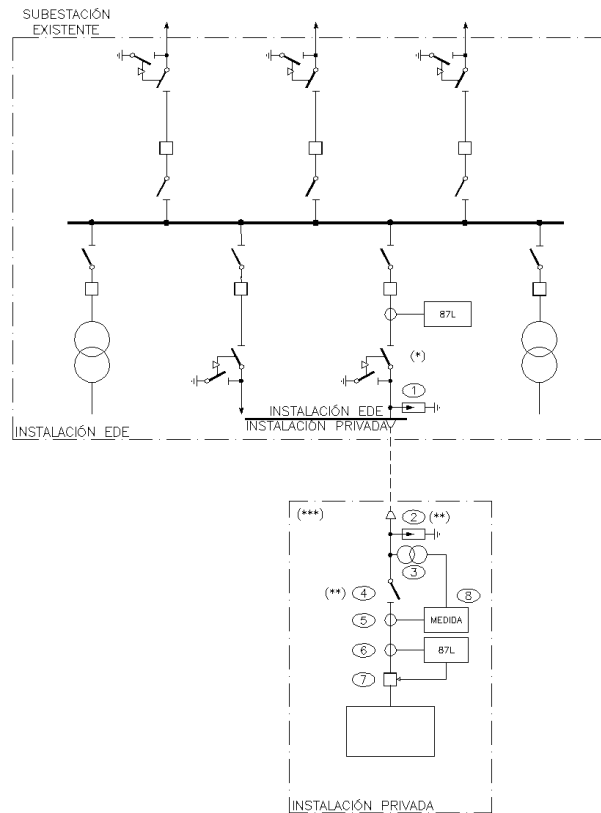 SUBESTACIÓN
EXISTENTE
87L
(*)
1
INSTALACIÓN EDE
INSTALACIÓN PRIVADA
INSTALACIÓN EDE
(***)
2
(**)
3
(**)
4
8
5
MEDIDA
6
87L
7
INSTALACIÓN PRIVADA